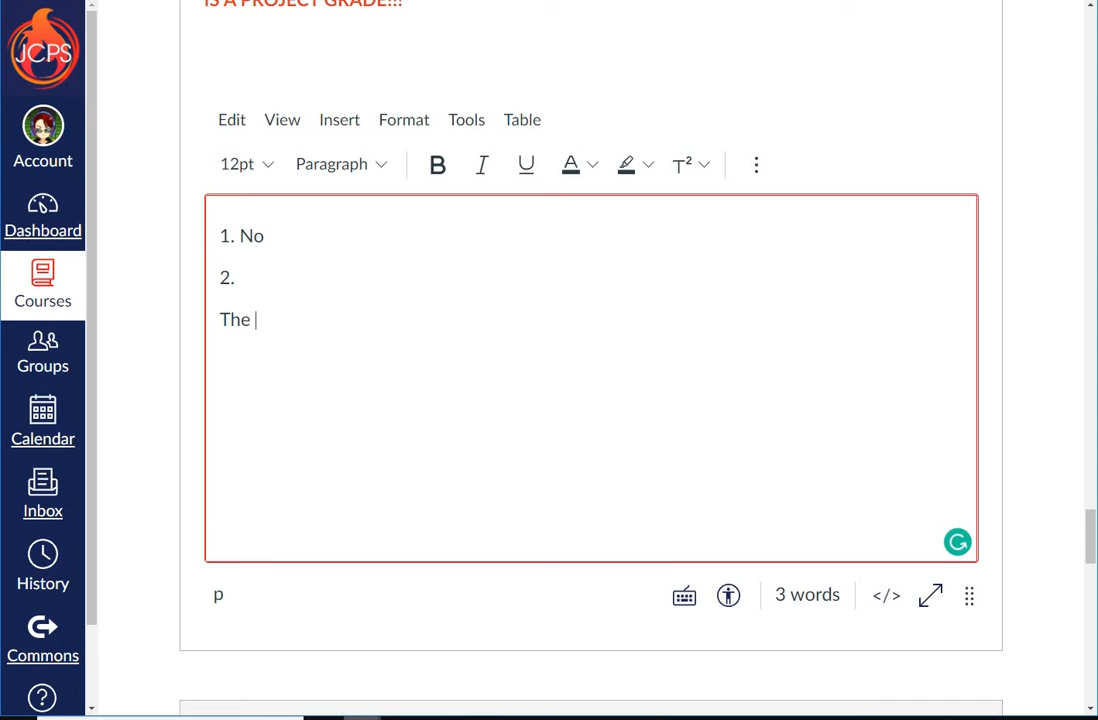 IS A PROJECT GRADE!!!
JCPS
Account
Dashboard
Courses
Groups
Calendar
Inbox
History
Commons
Edit View Insert Format Tools Table
12pt Paragraph B I U A T²
1. No
2.
The
p 3 words </>